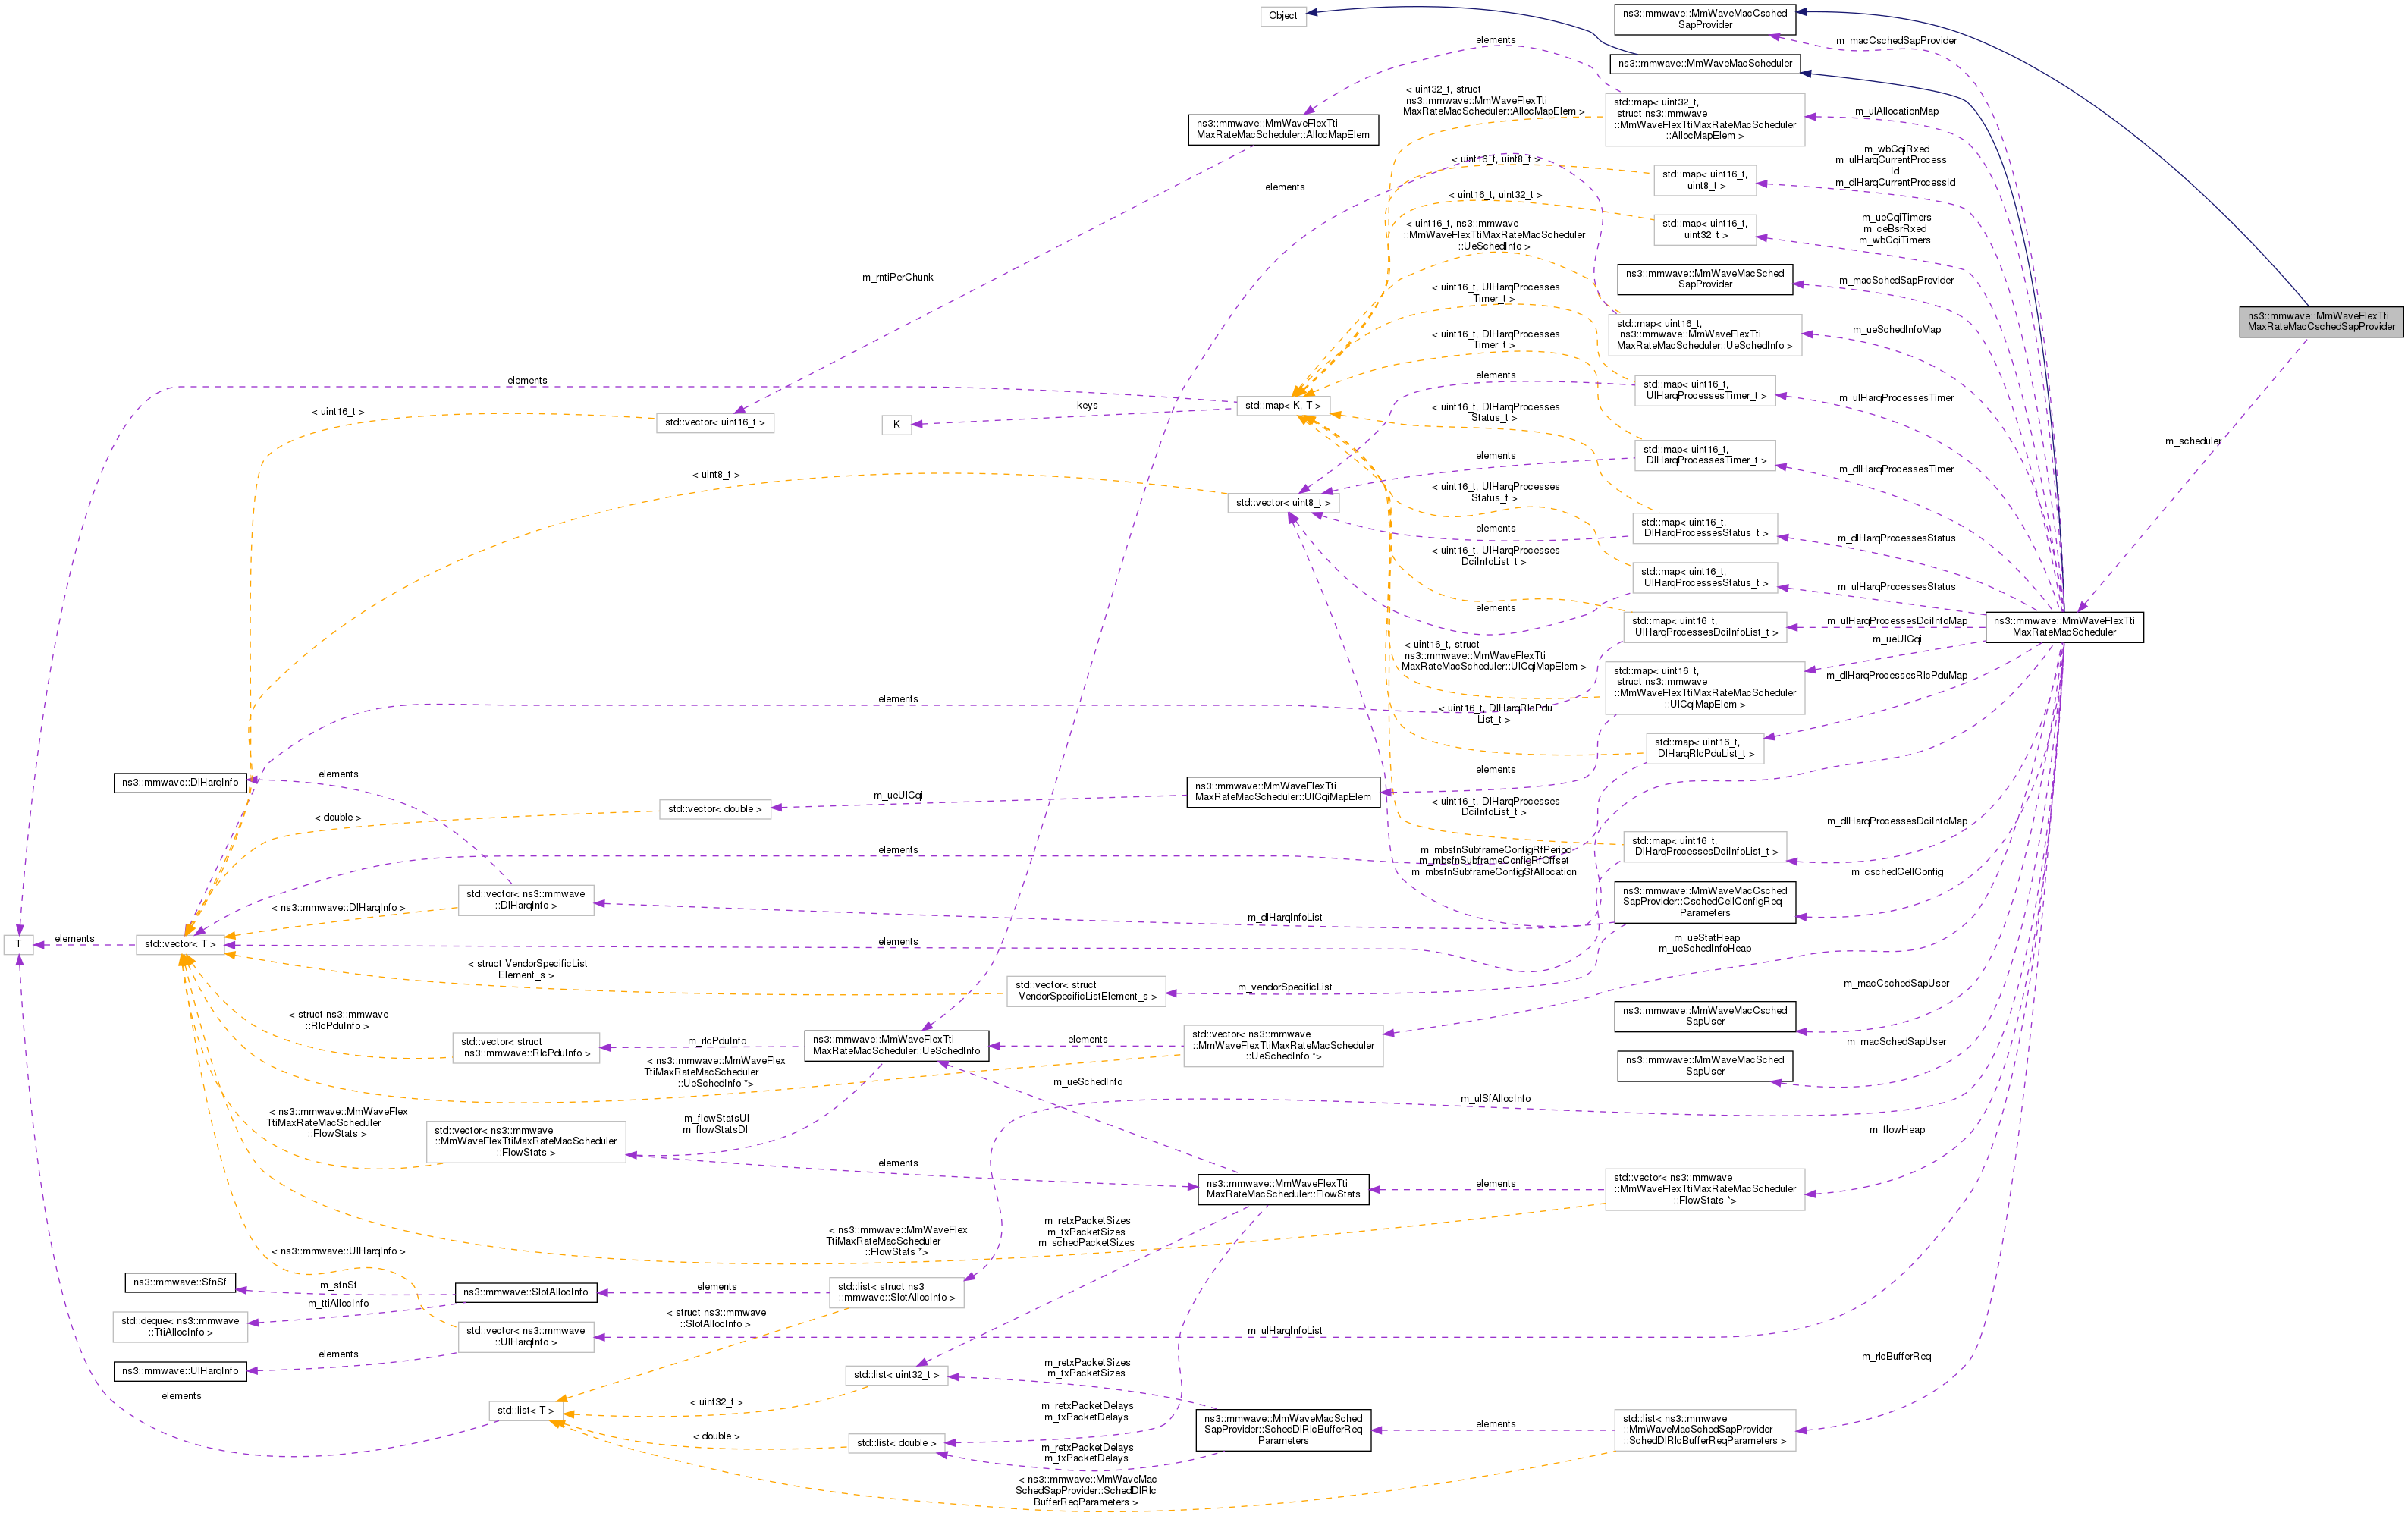 Object
ns3::mmwave::MmWaveMacCsched
SapProvider
m_macCschedSapProvider
elements
ns3::mmwave::MmWaveMacScheduler
< uint32_t, struct
ns3::mmwave::MmWaveFlexTti
MaxRateMacScheduler::AllocMapElem >
std::map< uint32_t,
struct ns3::mmwave
::MmWaveFlexTtiMaxRateMacScheduler
::AllocMapElem >
m_ulAllocationMap
ns3::mmwave::MmWaveFlexTti
MaxRateMacScheduler::AllocMapElem
m_wbCqiRxed
m_ulHarqCurrentProcess
Id
m_dlHarqCurrentProcessId
< uint16_t, uint8_t >
std::map< uint16_t,
uint8_t >
elements
< uint16_t, uint32_t >
std::map< uint16_t,
uint32_t >
m_ueCqiTimers
m_ceBsrRxed
m_wbCqiTimers
< uint16_t, ns3::mmwave
::MmWaveFlexTtiMaxRateMacScheduler
::UeSchedInfo >
ns3::mmwave::MmWaveMacSched
SapProvider
m_macSchedSapProvider
m_rntiPerChunk
< uint16_t, UlHarqProcesses
Timer_t >
std::map< uint16_t,
ns3::mmwave::MmWaveFlexTti
MaxRateMacScheduler::UeSchedInfo >
m_ueSchedInfoMap
ns3::mmwave::MmWaveFlexTti
MaxRateMacCschedSapProvider
< uint16_t, DlHarqProcesses
Timer_t >
elements
elements
std::map< uint16_t,
UlHarqProcessesTimer_t >
m_ulHarqProcessesTimer
std::map< K, T >
keys
K
< uint16_t >
std::vector< uint16_t >
< uint16_t, DlHarqProcesses
Status_t >
m_scheduler
elements
std::map< uint16_t,
DlHarqProcessesTimer_t >
m_dlHarqProcessesTimer
< uint8_t >
std::vector< uint8_t >
< uint16_t, UlHarqProcesses
Status_t >
elements
std::map< uint16_t,
DlHarqProcessesStatus_t >
m_dlHarqProcessesStatus
< uint16_t, UlHarqProcesses
DciInfoList_t >
std::map< uint16_t,
UlHarqProcessesStatus_t >
m_ulHarqProcessesStatus
elements
std::map< uint16_t,
UlHarqProcessesDciInfoList_t >
m_ulHarqProcessesDciInfoMap
ns3::mmwave::MmWaveFlexTti
MaxRateMacScheduler
m_ueUlCqi
< uint16_t, struct
ns3::mmwave::MmWaveFlexTti
MaxRateMacScheduler::UlCqiMapElem >
std::map< uint16_t,
struct ns3::mmwave
::MmWaveFlexTtiMaxRateMacScheduler
::UlCqiMapElem >
m_dlHarqProcessesRlcPduMap
elements
< uint16_t, DlHarqRlcPdu
List_t >
std::map< uint16_t,
DlHarqRlcPduList_t >
elements
ns3::mmwave::DlHarqInfo
elements
m_ueUlCqi
ns3::mmwave::MmWaveFlexTti
MaxRateMacScheduler::UlCqiMapElem
< double >
std::vector< double >
< uint16_t, DlHarqProcesses
DciInfoList_t >
m_dlHarqProcessesDciInfoMap
std::map< uint16_t,
DlHarqProcessesDciInfoList_t >
elements
m_mbsfnSubframeConfigRfPeriod
m_mbsfnSubframeConfigRfOffset
m_mbsfnSubframeConfigSfAllocation
m_cschedCellConfig
std::vector< ns3::mmwave
::DlHarqInfo >
< ns3::mmwave::DlHarqInfo >
ns3::mmwave::MmWaveMacCsched
SapProvider::CschedCellConfigReq
Parameters
m_dlHarqInfoList
T
elements
std::vector< T >
elements
m_ueStatHeap
m_ueSchedInfoHeap
< struct VendorSpecificList
Element_s >
std::vector< struct
VendorSpecificListElement_s >
m_vendorSpecificList
m_macCschedSapUser
ns3::mmwave::MmWaveMacCsched
SapUser
< struct ns3::mmwave
::RlcPduInfo >
std::vector< struct
ns3::mmwave::RlcPduInfo >
m_rlcPduInfo
ns3::mmwave::MmWaveFlexTti
MaxRateMacScheduler::UeSchedInfo
elements
std::vector< ns3::mmwave
::MmWaveFlexTtiMaxRateMacScheduler
::UeSchedInfo *>
m_macSchedSapUser
ns3::mmwave::MmWaveMacSched
SapUser
< ns3::mmwave::MmWaveFlex
TtiMaxRateMacScheduler
::UeSchedInfo *>
m_ueSchedInfo
m_ulSfAllocInfo
< ns3::mmwave::MmWaveFlex
TtiMaxRateMacScheduler
::FlowStats >
m_flowStatsUl
m_flowStatsDl
std::vector< ns3::mmwave
::MmWaveFlexTtiMaxRateMacScheduler
::FlowStats >
m_flowHeap
elements
ns3::mmwave::MmWaveFlexTti
MaxRateMacScheduler::FlowStats
elements
std::vector< ns3::mmwave
::MmWaveFlexTtiMaxRateMacScheduler
::FlowStats *>
< ns3::mmwave::MmWaveFlex
TtiMaxRateMacScheduler
::FlowStats *>
m_retxPacketSizes
m_txPacketSizes
m_schedPacketSizes
< ns3::mmwave::UlHarqInfo >
ns3::mmwave::SfnSf
m_sfnSf
ns3::mmwave::SlotAllocInfo
elements
std::list< struct ns3
::mmwave::SlotAllocInfo >
m_ttiAllocInfo
std::deque< ns3::mmwave
::TtiAllocInfo >
< struct ns3::mmwave
::SlotAllocInfo >
std::vector< ns3::mmwave
::UlHarqInfo >
m_ulHarqInfoList
ns3::mmwave::UlHarqInfo
elements
m_rlcBufferReq
std::list< uint32_t >
m_retxPacketSizes
m_txPacketSizes
elements
std::list< T >
< uint32_t >
m_retxPacketDelays
m_txPacketDelays
ns3::mmwave::MmWaveMacSched
SapProvider::SchedDlRlcBufferReq
Parameters
elements
std::list< ns3::mmwave
::MmWaveMacSchedSapProvider
::SchedDlRlcBufferReqParameters >
< double >
std::list< double >
m_retxPacketDelays
m_txPacketDelays
< ns3::mmwave::MmWaveMac
SchedSapProvider::SchedDlRlc
BufferReqParameters >